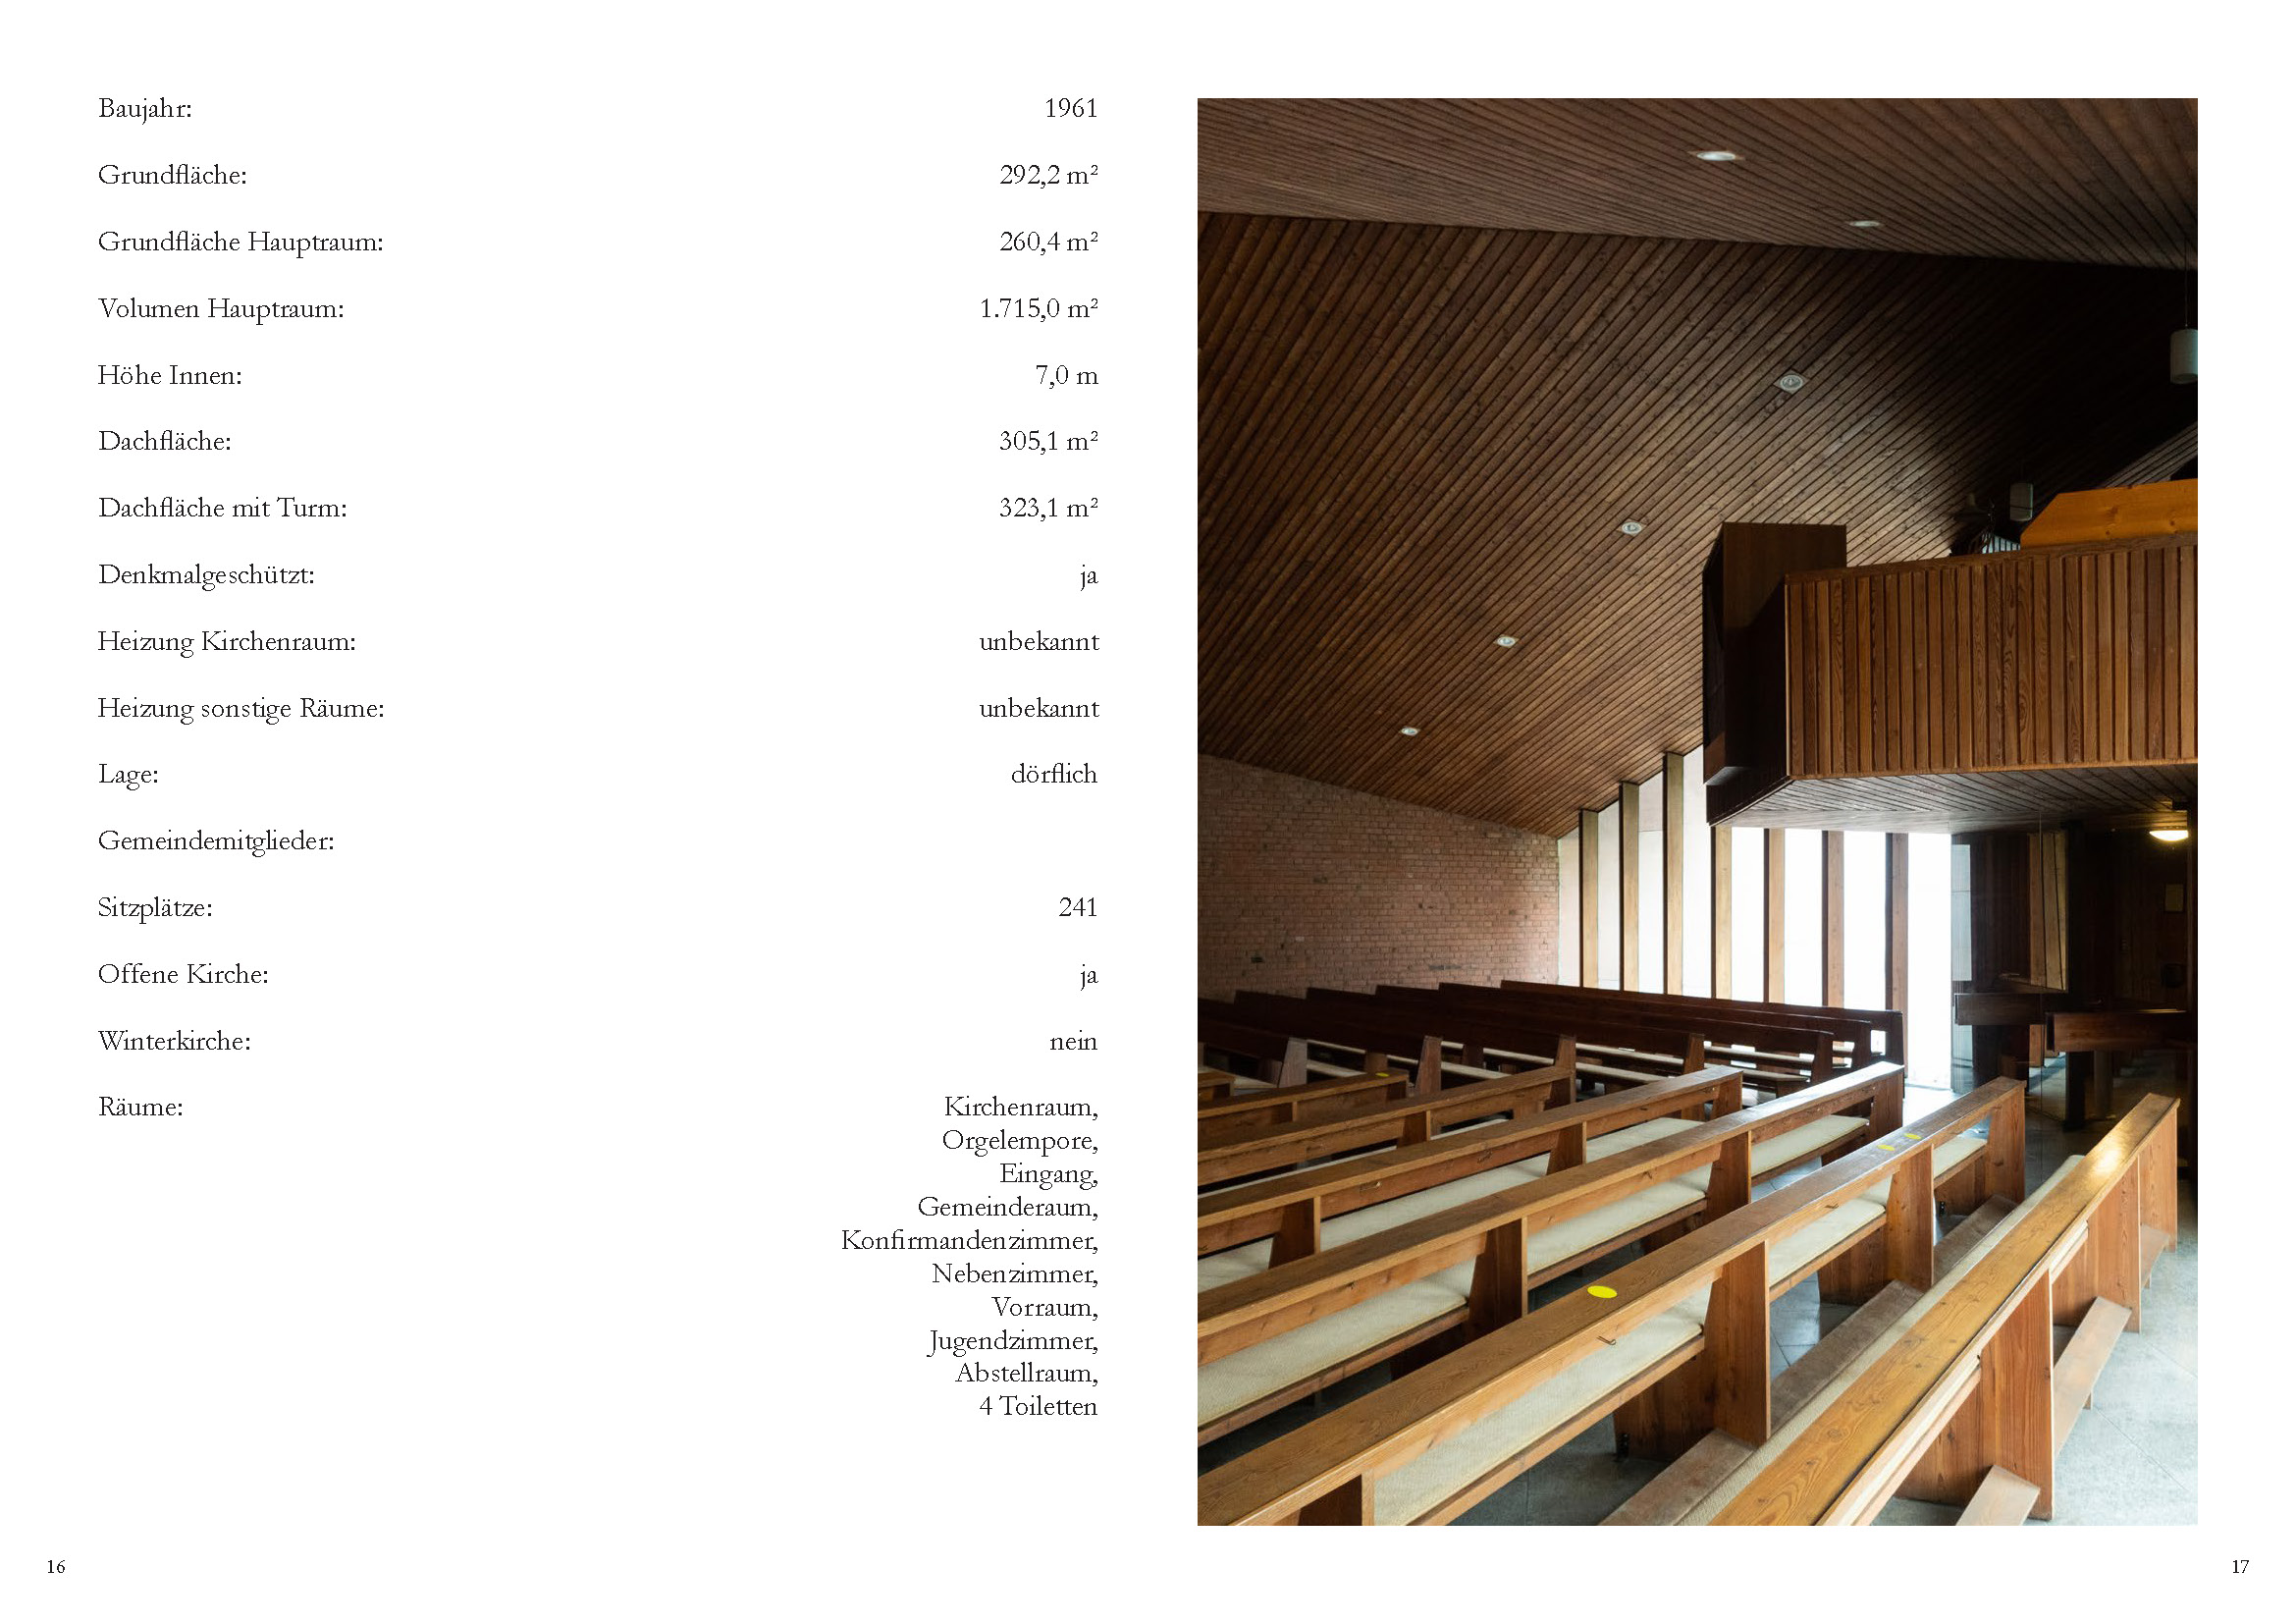 Baujahr: 1961
Grundfläche: 292,2 m²
Grundfläche Hauptraum: 260,4 m²
Volumen Hauptraum: 1.715,0 m²
Höhe Innen: 7,0 m
Dachfläche: 305,1 m²
Dachfläche mit Turm: 323,1 m²
Denkmalgeschützt: ja
Heizung Kirchenraum: unbekannt
Heizung sonstige Räume: unbekannt
Lage: dörflich
Gemeindemitglieder:
Sitzplätze: 241
Offene Kirche: ja
Winterkirche: nein
Räume: Kirchenraum,
Orgelempore,
Eingang,
Gemeinderaum,
Konfirmandenzimmer,
Nebenzimmer,
Vorraum,
Jugendzimmer,
Abstellraum,
4 Toiletten
16
17